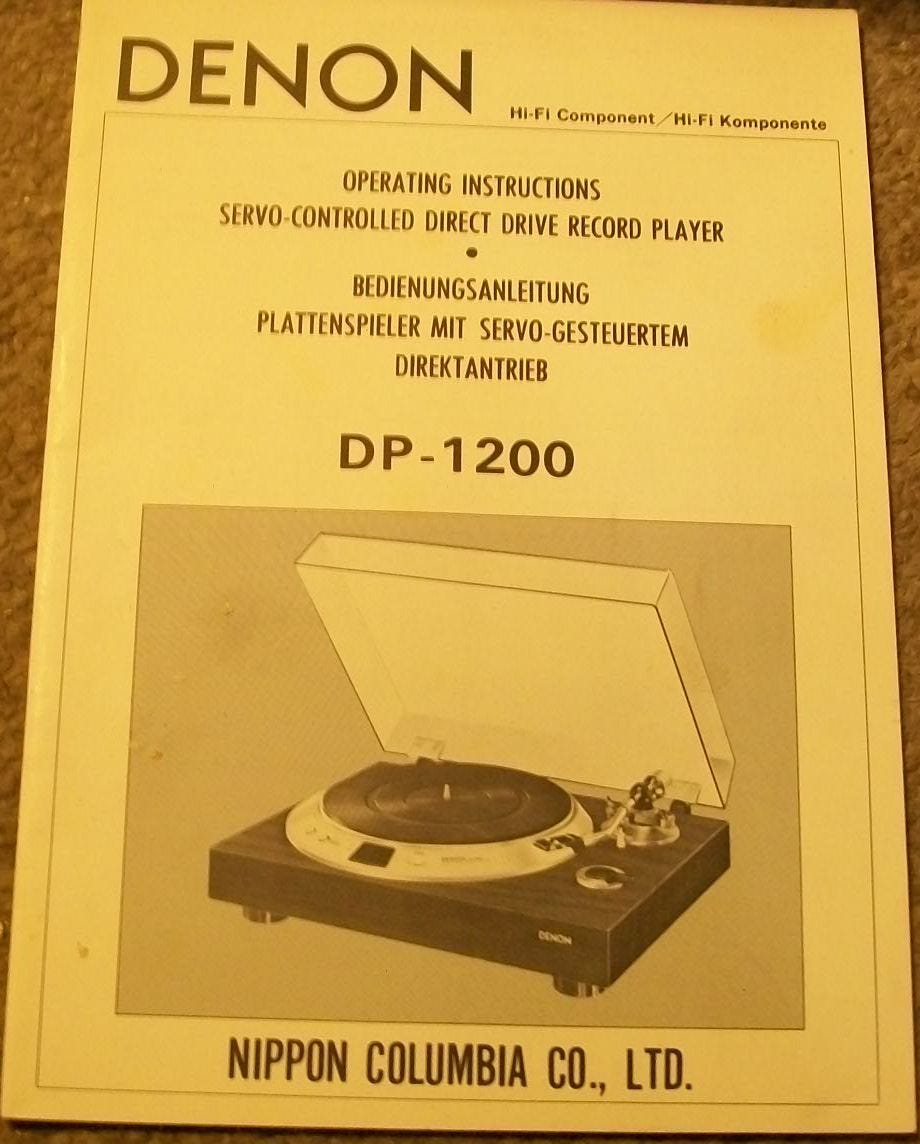 DENON
Hi-Fi Component/Hi-Fi Komponente
OPERATING INSTRUCTIONS
SERVO-CONTROLLED DIRECT DRIVE RECORD PLAYER
•
BEDIENUNGSANLEITUNG
PLATTENSPIELER MIT SERVO-GESTEUERTEM
DIREKTANTRIEB
DP-1200
DENON
NIPPON COLUMBIA CO., LTD.